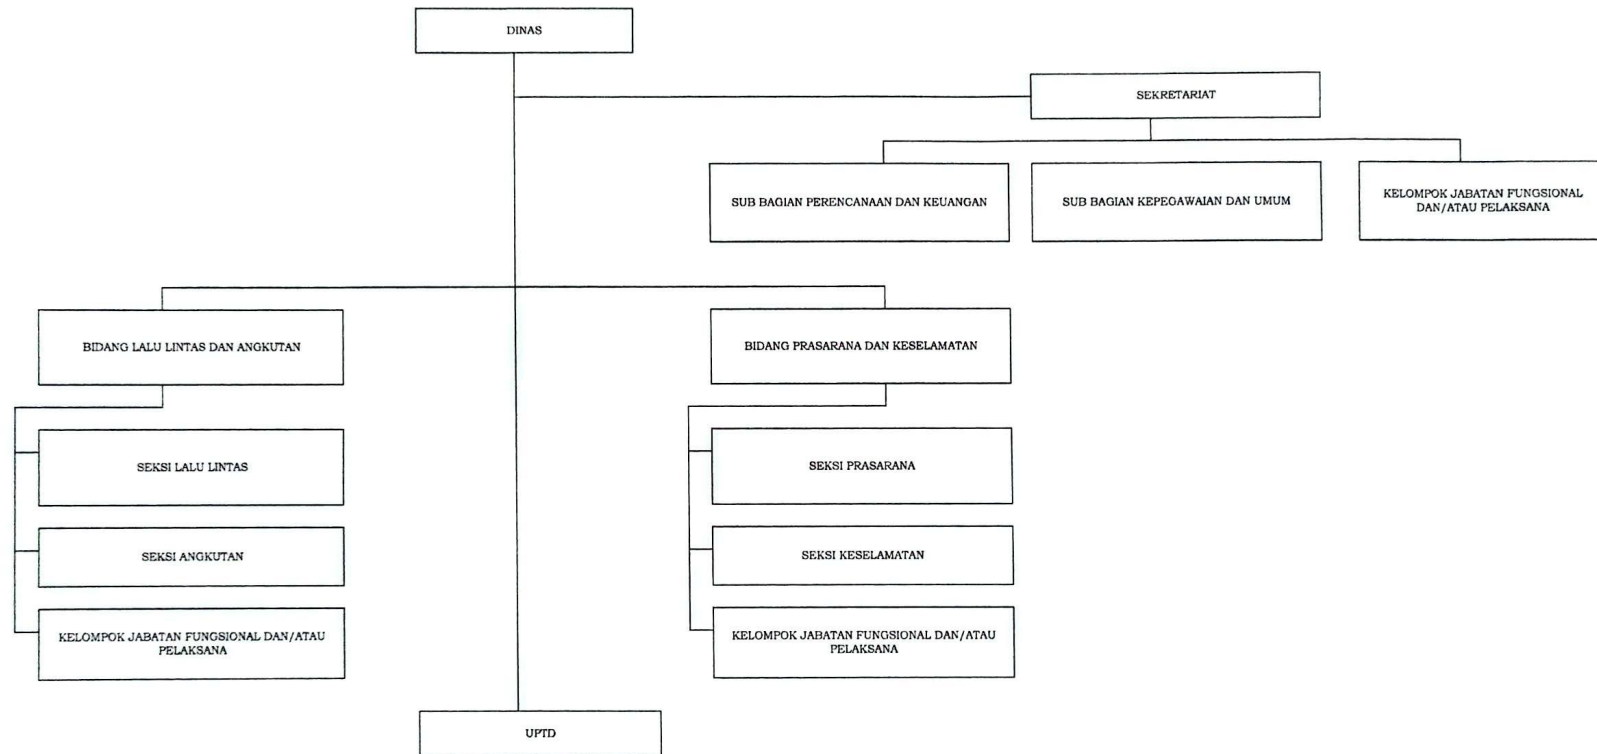 DINAS
SEKRETARIAT
SUB BAGIAN PERENCANAAN DAN KEUANGAN
SUB BAGIAN KEPEGAWAIAN DAN UMUM
KELOMPOK JABATAN FUNGSIONAL
DAN/ATAU PELAKSANA
BIDANG LALU LINTAS DAN ANGKUTAN
SEKSI LALU LINTAS
SEKSI ANGKUTAN
KELOMPOK JABATAN FUNGSIONAL DAN/ATAU
PELAKSANA
BIDANG PRASARANA DAN KESELAMATAN
SEKSI PRASARANA
SEKSI KESELAMATAN
KELOMPOK JABATAN FUNGSIONAL DAN/ATAU
PELAKSANA
UPTD